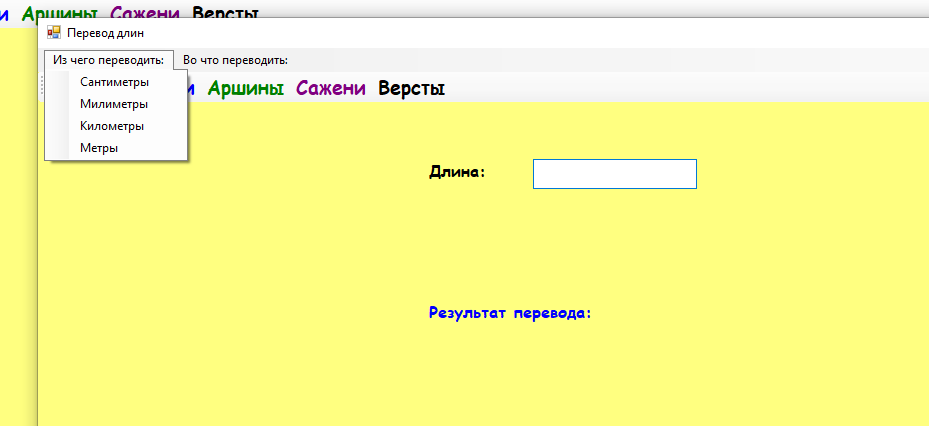 и Аршины Сажени Версты
Перевод длин
Из чего переводить: Во что переводить:
Сантиметры
и Аршины Сажени Версты
Милиметры
Километры
Метры
Длина:
Результат перевода: